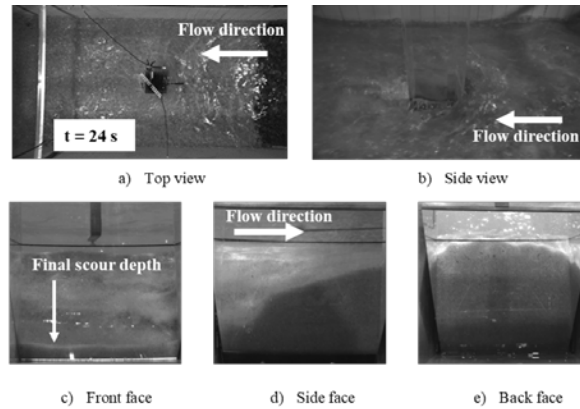 Flow direction
t = 24 s
Flow direction
a) Top view
b) Side view
Final scour depth
Flow direction
c) Front face
d) Side face
e) Back face